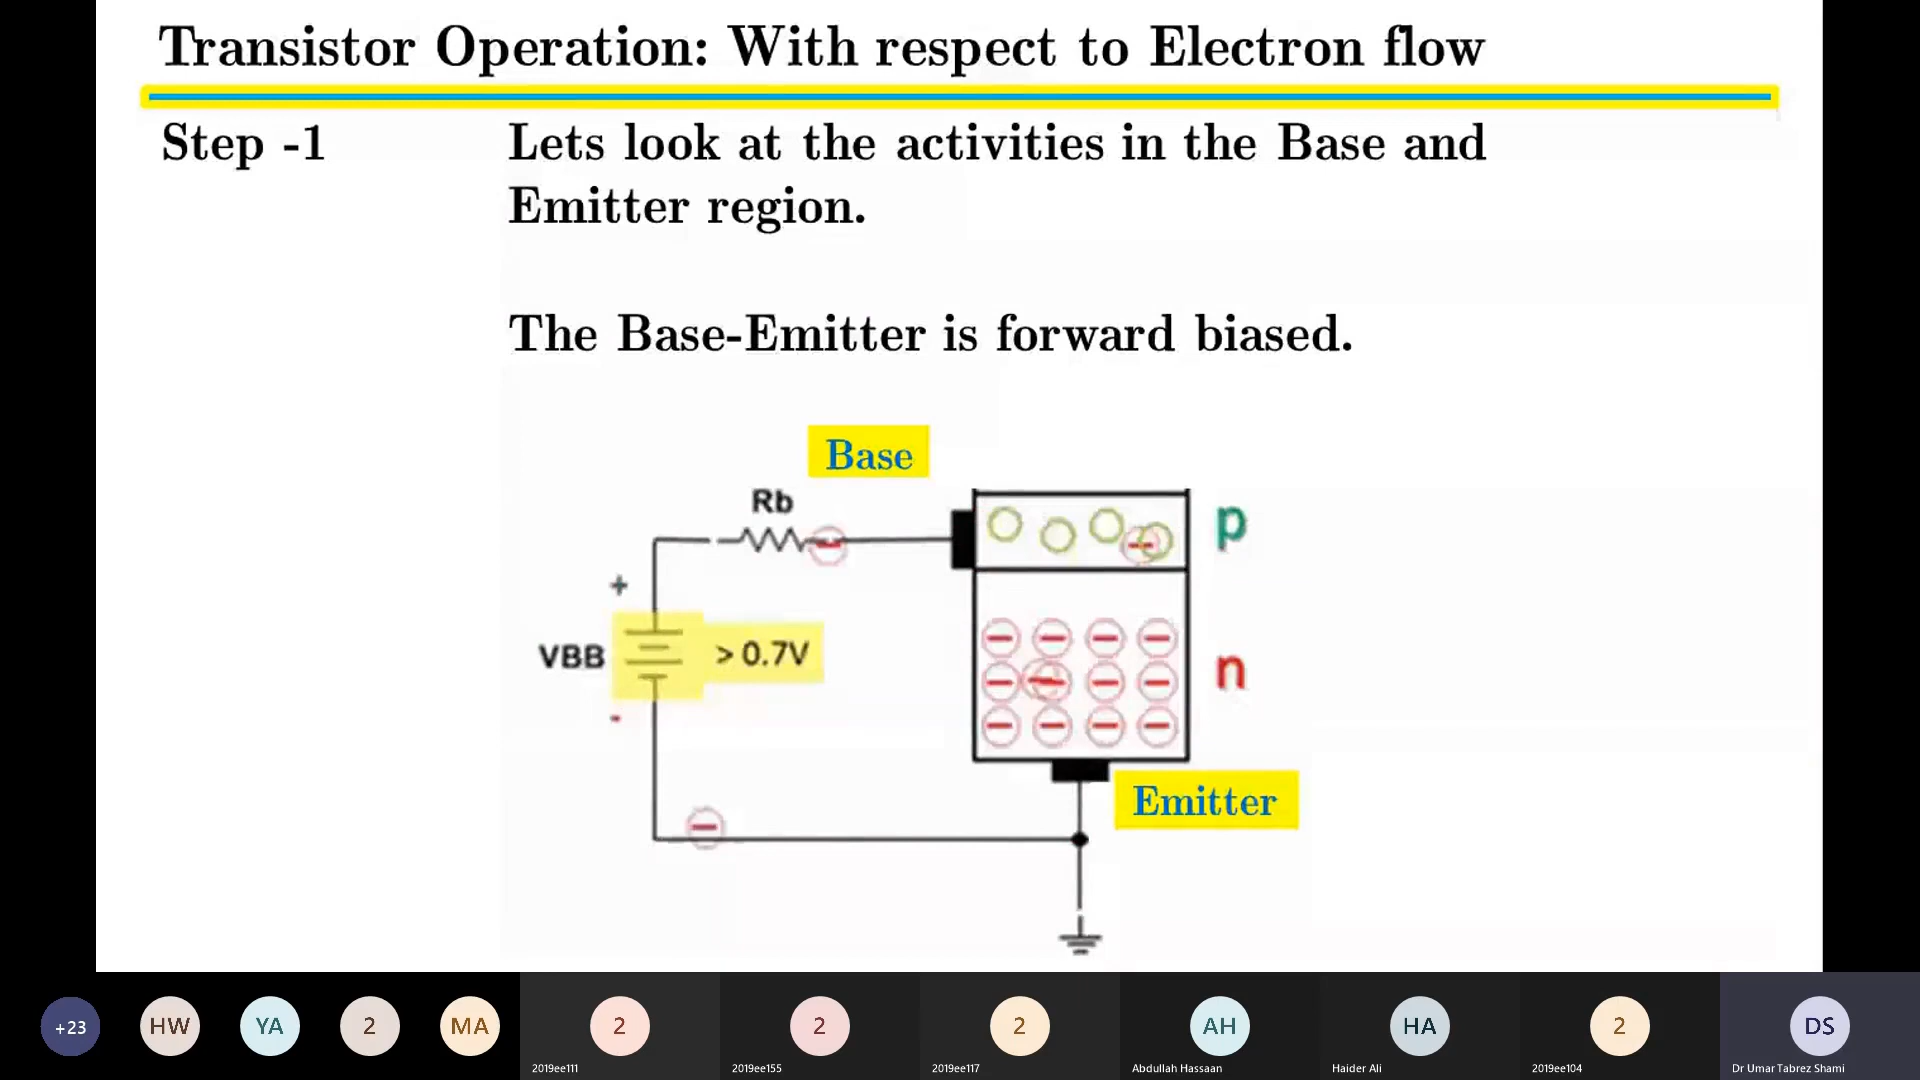 Transistor Operation: With respect to Electron flow
Step -1 Lets look at the activities in the Base and
Emitter region.
The Base-Emitter is forward biased.
Base
Rb
p
+
VBB
> 0.7V
n
-
Emitter
+23
HW
YA
2
MA
2
2019ee111
2
2019ee155
2
2019ee117
AH
Abdullah Hassaan
HA
Haider Ali
2
2019ee104
DS
Dr Umar Tabrez Shami